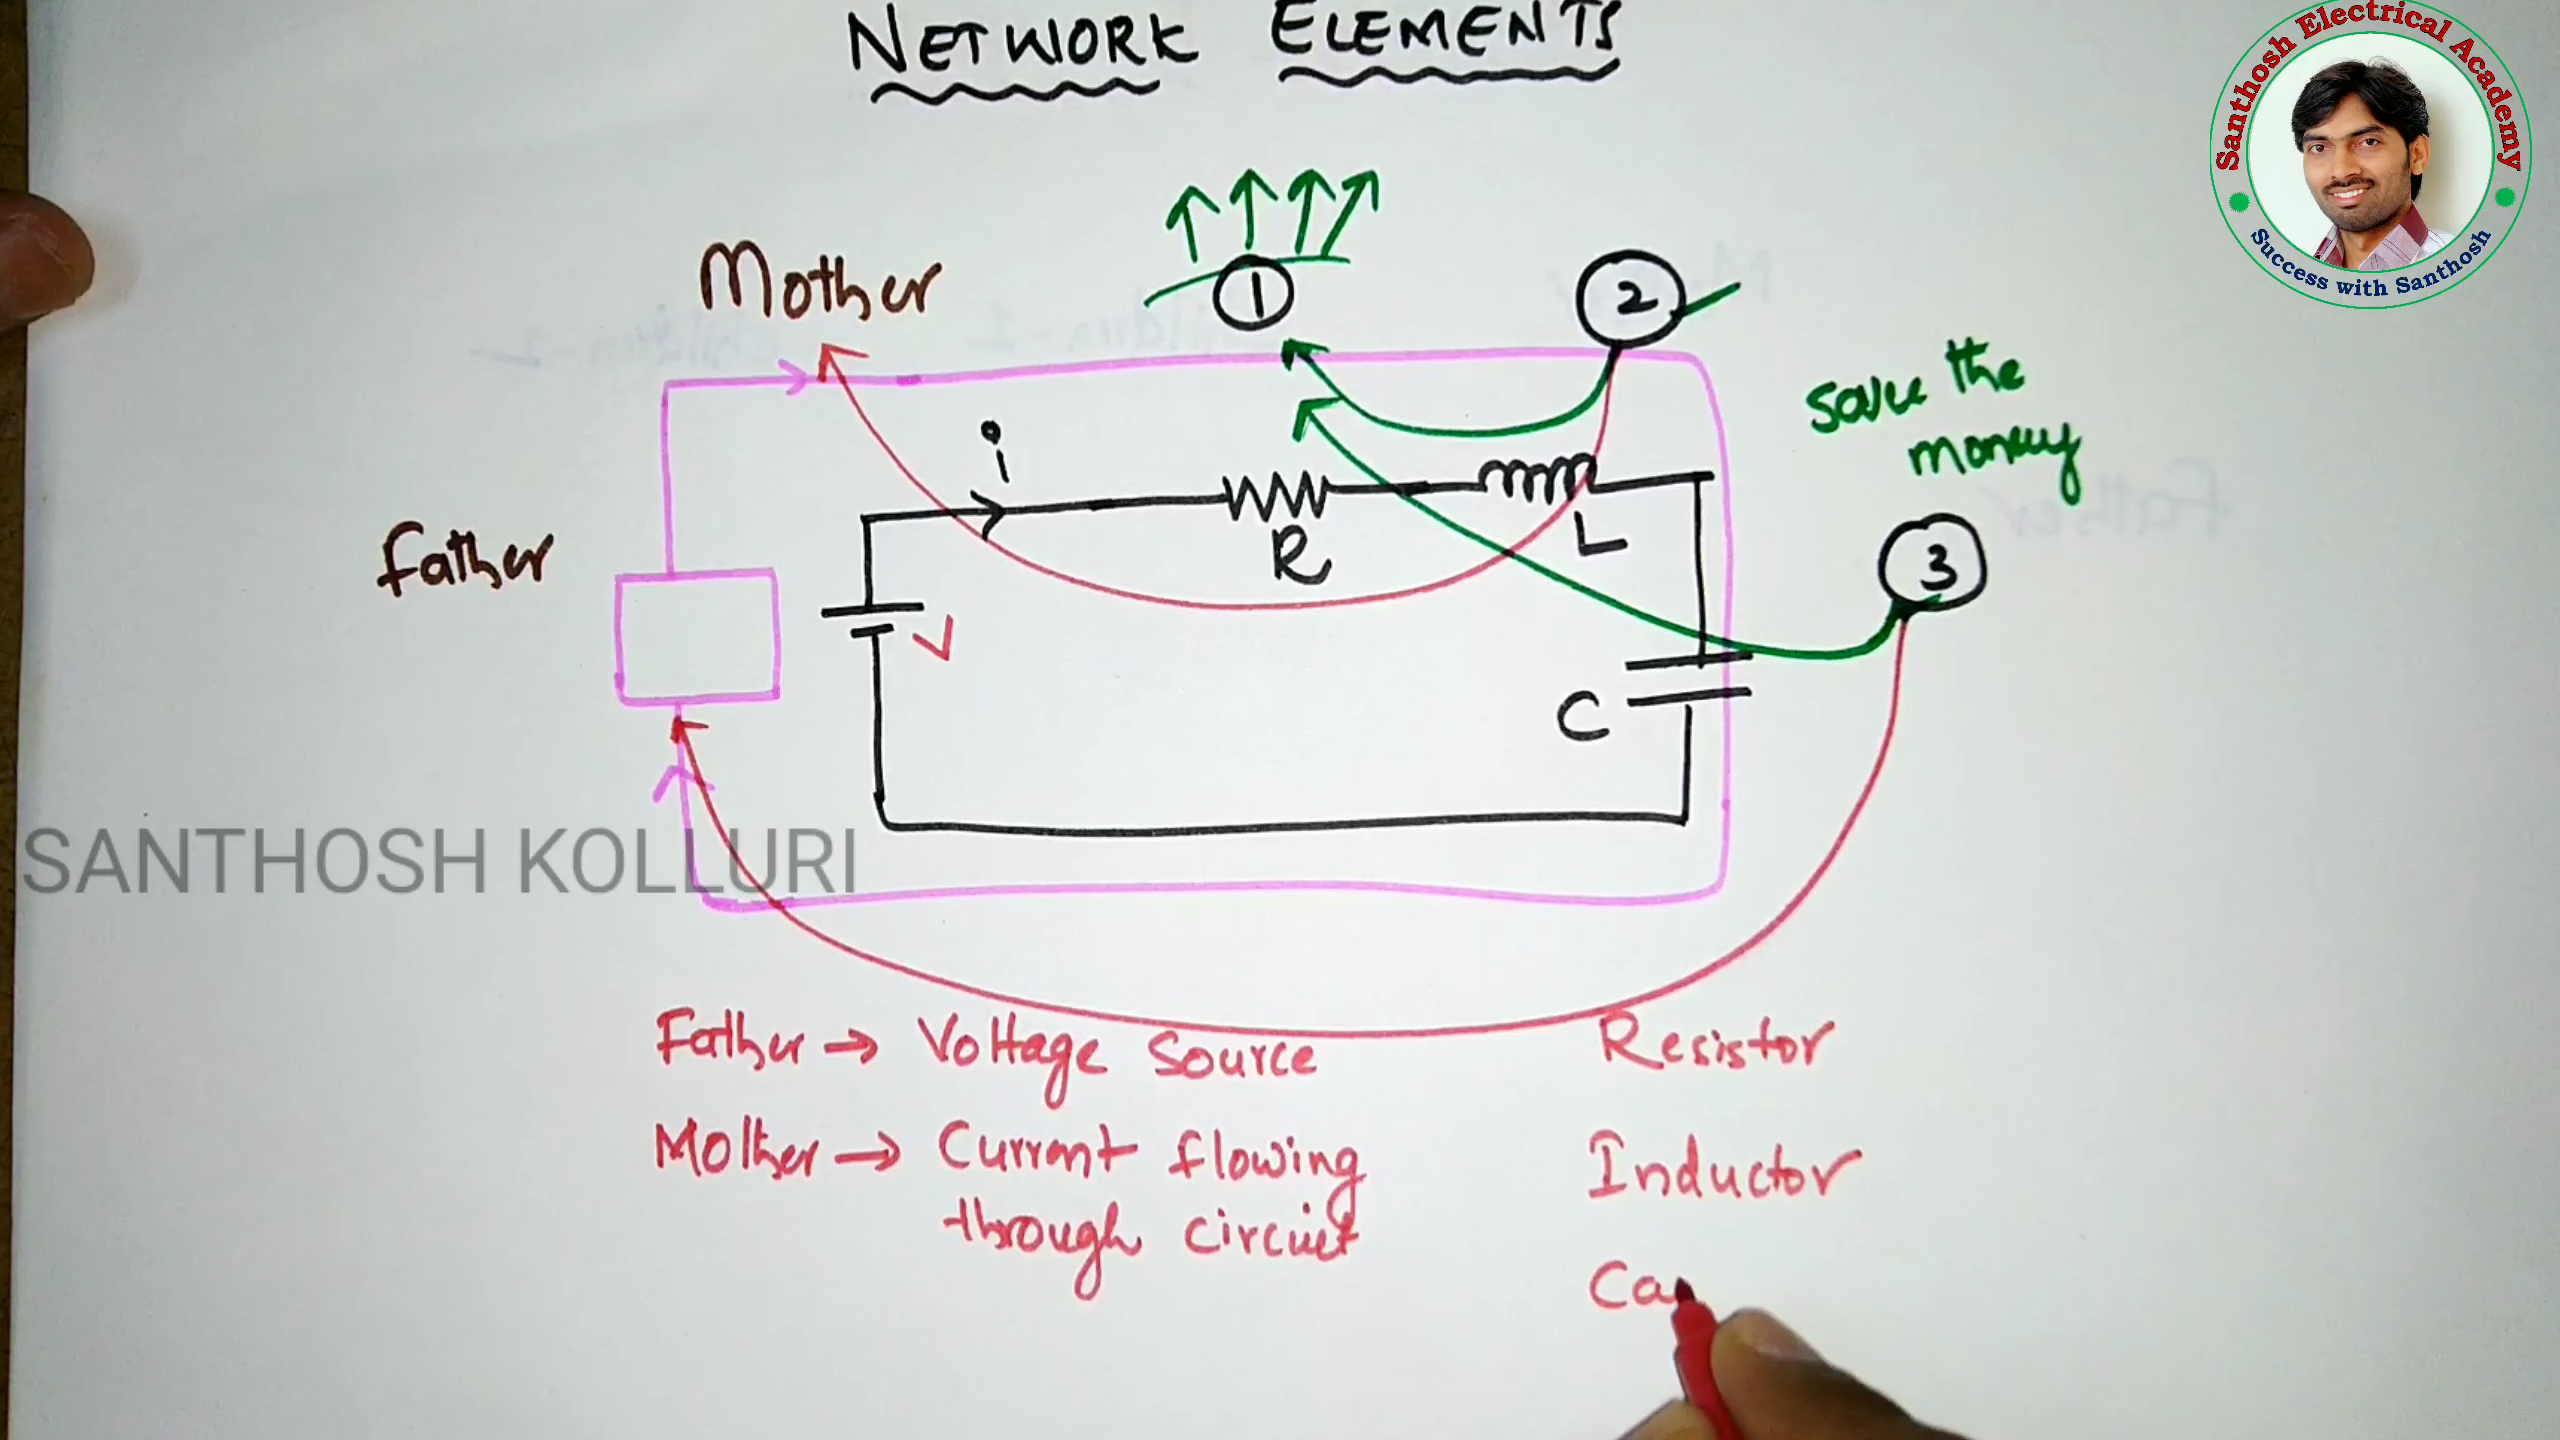 NETWORK ELEMENTS
Santhosh Electrical Academy
Success with Santhosh
Mother
1
2
save the
money
i
Father
R
L
3
V
C
SANTHOSH KOLLURI
Father → Voltage Source
Resistor
Mother → Current flowing
through circuit
Inductor
Ca